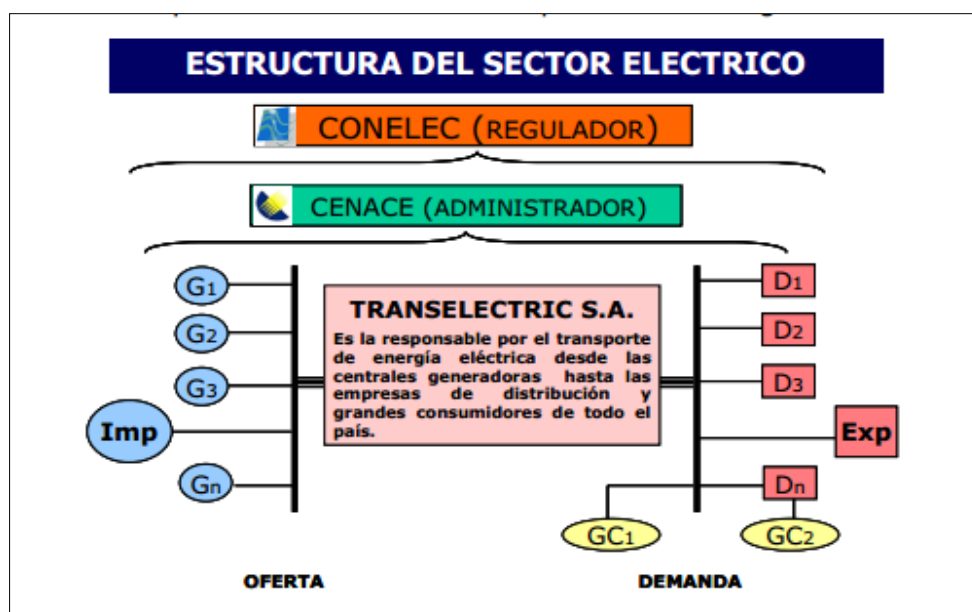 ESTRUCTURA DEL SECTOR ELECTRICO
CONELEC (REGULADOR)
CENACE (ADMINISTRADOR)
G1
G2
G3
Imp
Gn
TRANSELECTRIC S.A.
Es la responsable por el transporte
de energía eléctrica desde las
centrales generadoras hasta las
empresas de distribución y
grandes consumidores de todo el
país.
D1
D2
D3
Exp
Dn
GC1
GC2
OFERTA
DEMANDA